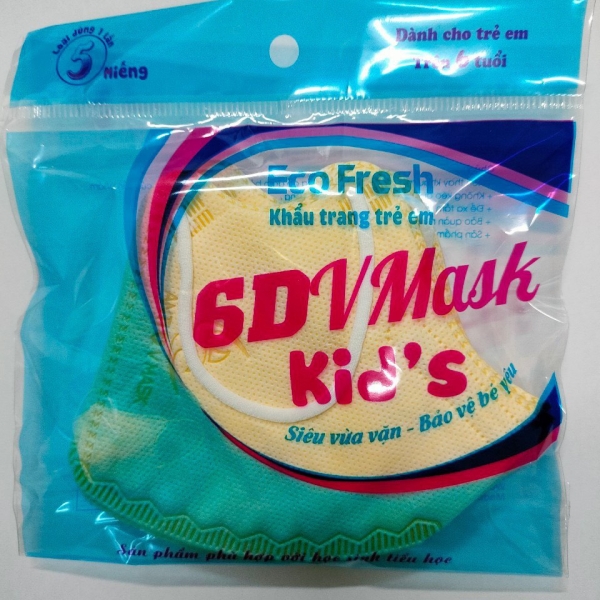 Loại dùng 1 lần
5
Miếng
Dành cho trẻ em
Trên 6 tuổi
Eco Fresh
Khẩu trang trẻ em
6DVMask
Kid's
Siêu vừa vặn - Bảo vệ bé yêu
MASK
Sản phẩm phù hợp với học sinh tiểu học